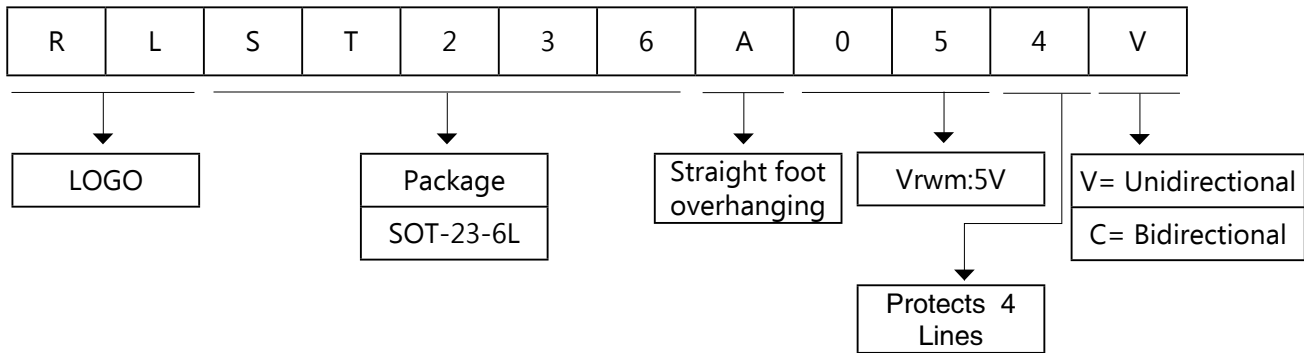 R L S T 2 3 6 A 0 5 4 V
LOGO
Package
SOT-23-6L
Straight foot
overhanging
Vrwm:5V
V= Unidirectional
C= Bidirectional
Protects 4
Lines